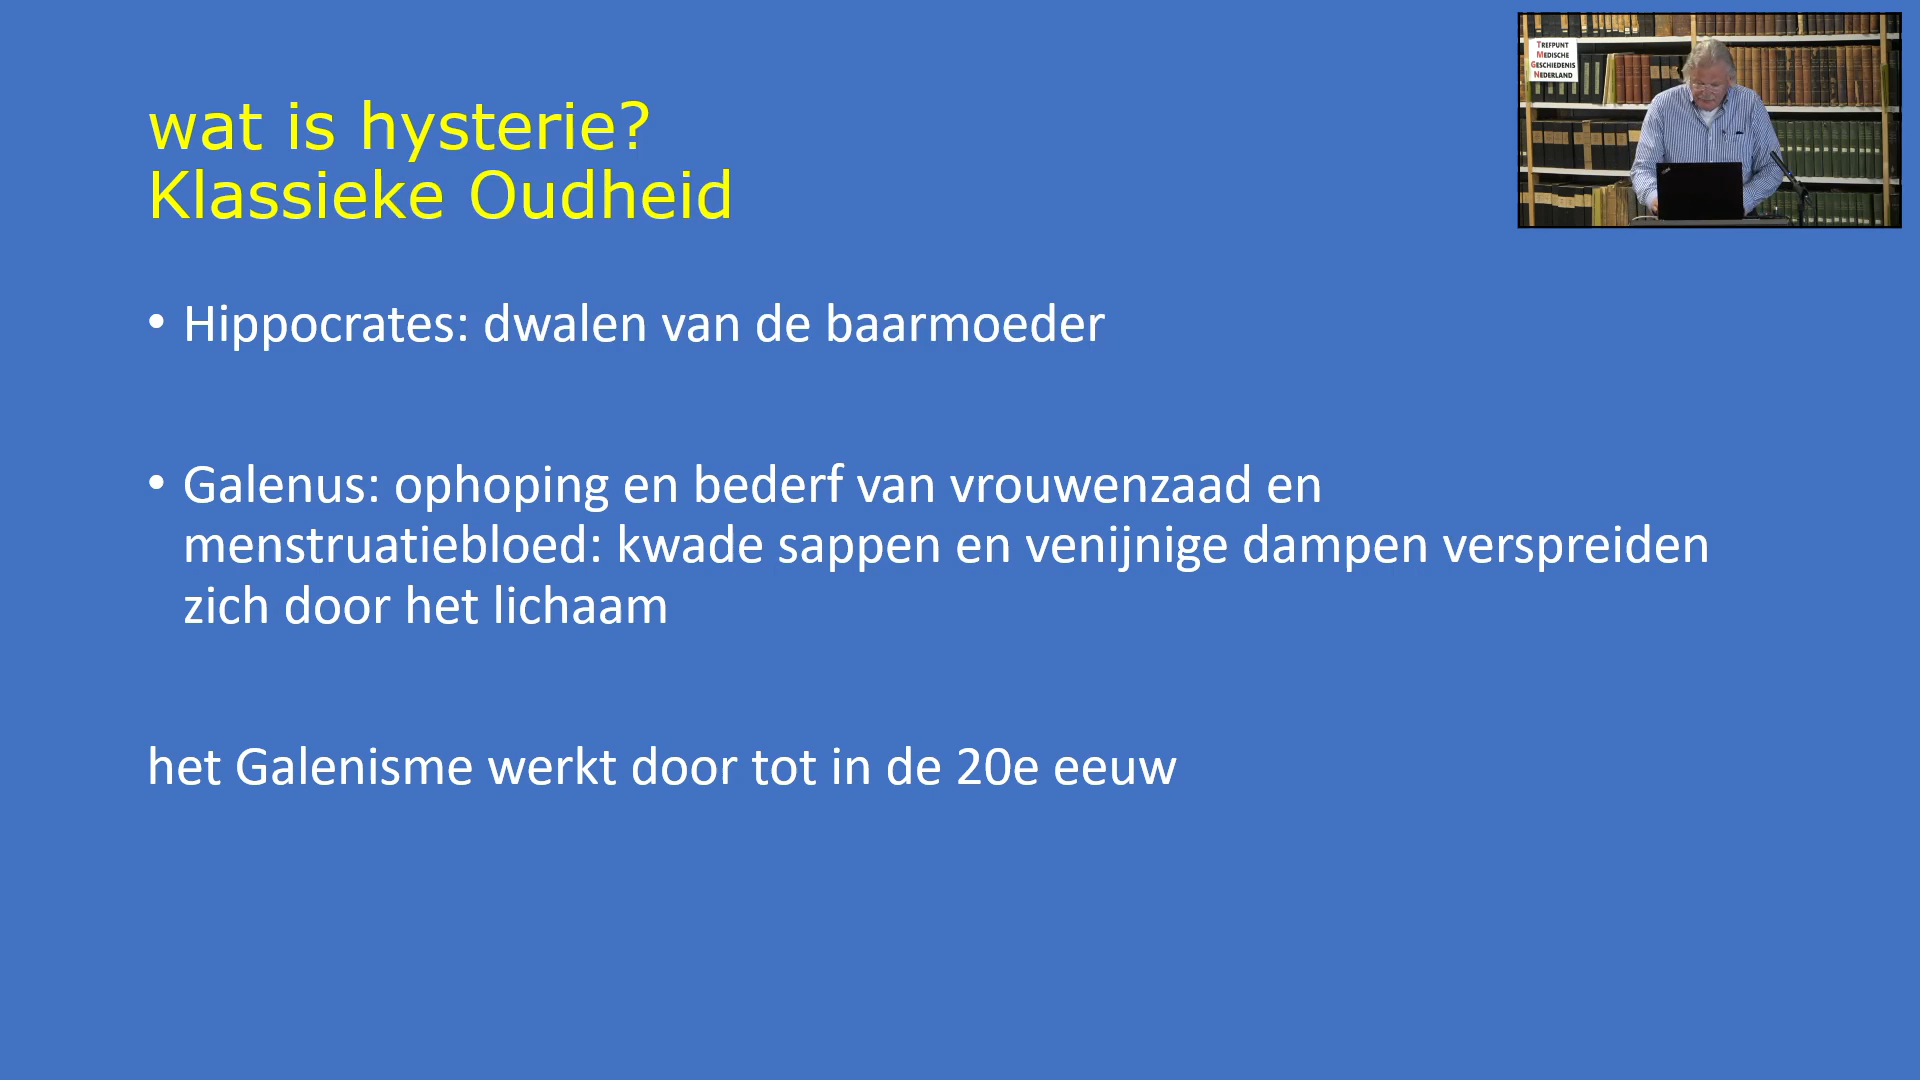 wat is hysterie?
Klassieke Oudheid
• Hippocrates: dwalen van de baarmoeder
• Galenus: ophoping en bederf van vrouwenzaad en
menstruatiebloed: kwade sappen en venijnige dampen verspreiden
zich door het lichaam
het Galenisme werkt door tot in de 20e eeuw
TREFPUNT
MEDISCHE
GESCHIEDENIS
NEDERLAND